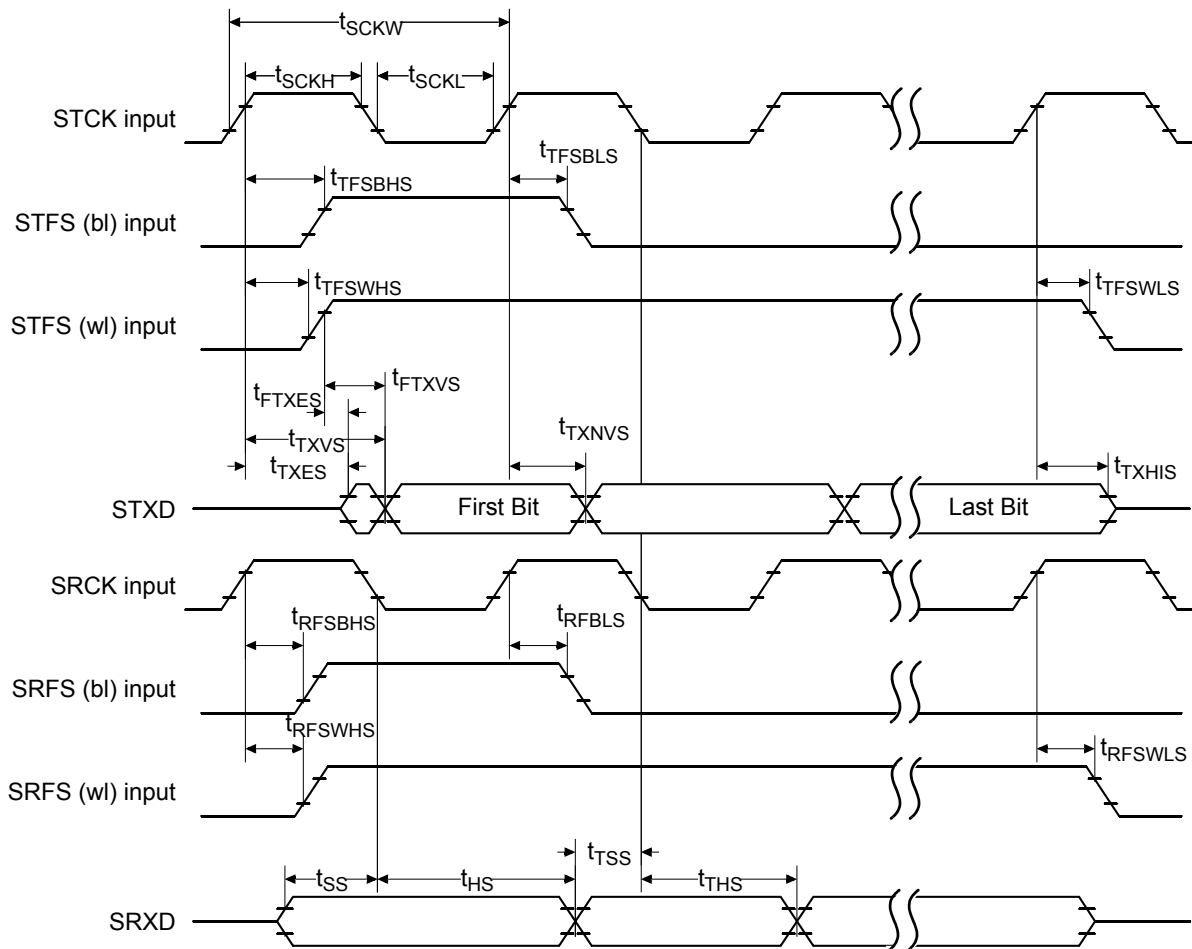 tSCKW
tSCKH
tSCKL
STCK input
tTFSBHS
tTFSBLS
STFS (bl) input
tTFSWHS
tTFSWLS
STFS (wl) input
tFTXES
tFTXVS
tTXVS
tTXNVS
tTXES
tTXHIS
STXD
First Bit
Last Bit
SRCK input
tRFSBHS
tRFBLS
SRFS (bl) input
tRFSWHS
tRFSWLS
SRFS (wl) input
tTSS
tSS
tHS
tTHS
SRXD